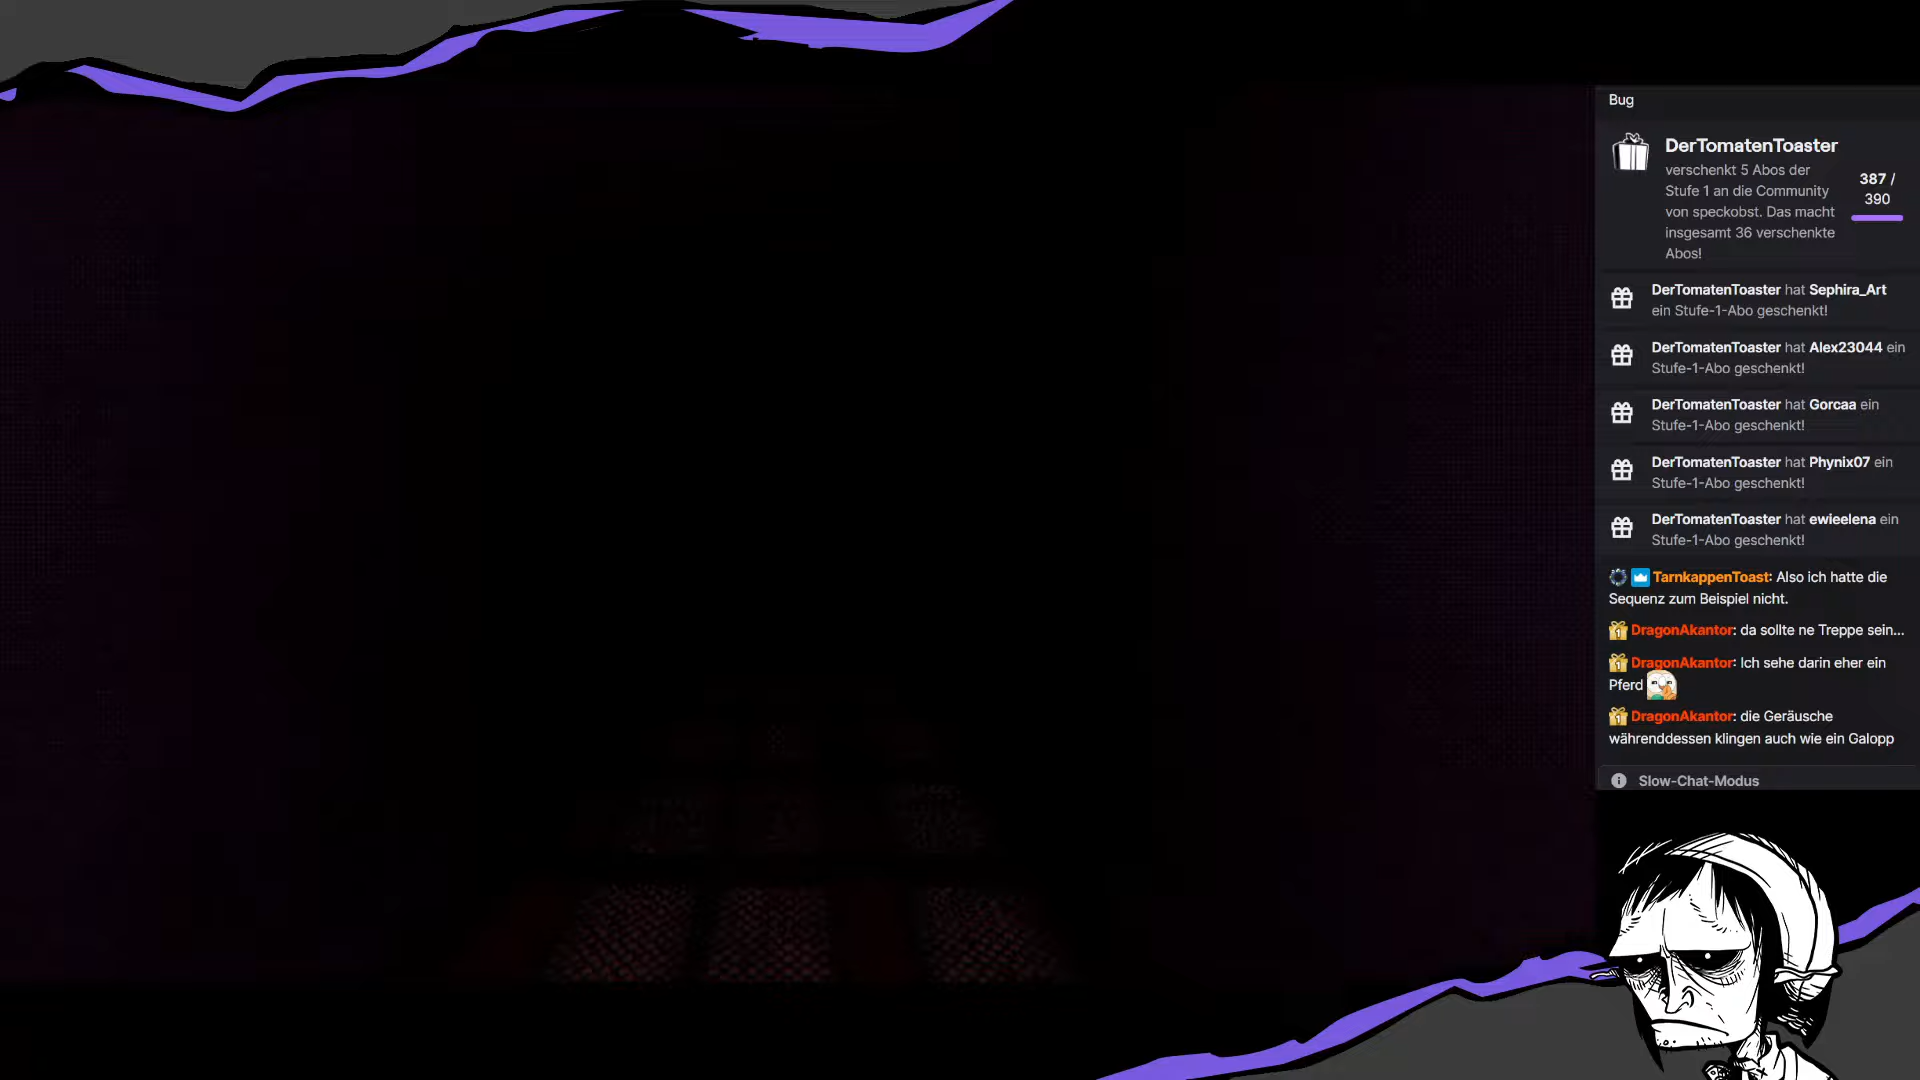 Bug
DerTomatenToaster
verschenkt 5 Abos der
Stufe 1 an die Community
von speckobst. Das macht
insgesamt 36 verschenkte
Abos!
387 /
390
DerTomatenToaster hat Sephira_Art
ein Stufe-1-Abo geschenkt!
DerTomatenToaster hat Alex23044 ein
Stufe-1-Abo geschenkt!
DerTomatenToaster hat Gorcaa ein
Stufe-1-Abo geschenkt!
DerTomatenToaster hat Phynix07 ein
Stufe-1-Abo geschenkt!
DerTomatenToaster hat ewieelena ein
Stufe-1-Abo geschenkt!
TarnkappenToast: Also ich hatte die
Sequenz zum Beispiel nicht.
1 DragonAkantor: da sollte ne Treppe sein...
1 DragonAkantor: Ich sehe darin eher ein
Pferd
1 DragonAkantor: die Geräusche
währenddessen klingen auch wie ein Galopp
Slow-Chat-Modus